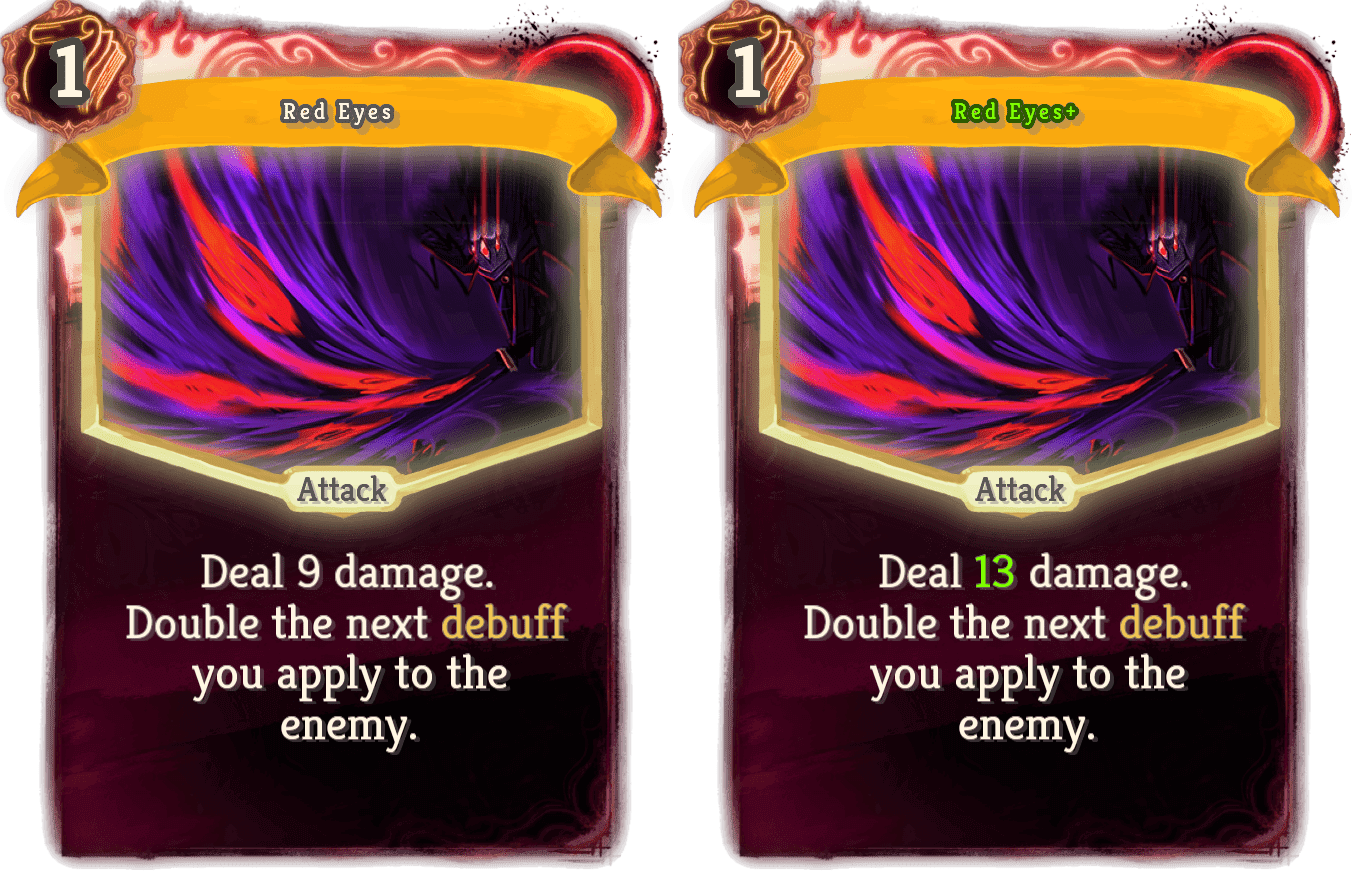 1
Red Eyes
Attack
Deal 9 damage.
Double the next debuff
you apply to the
enemy.
1
Red Eyes+
Attack
Deal 13 damage.
Double the next debuff
you apply to the
enemy.